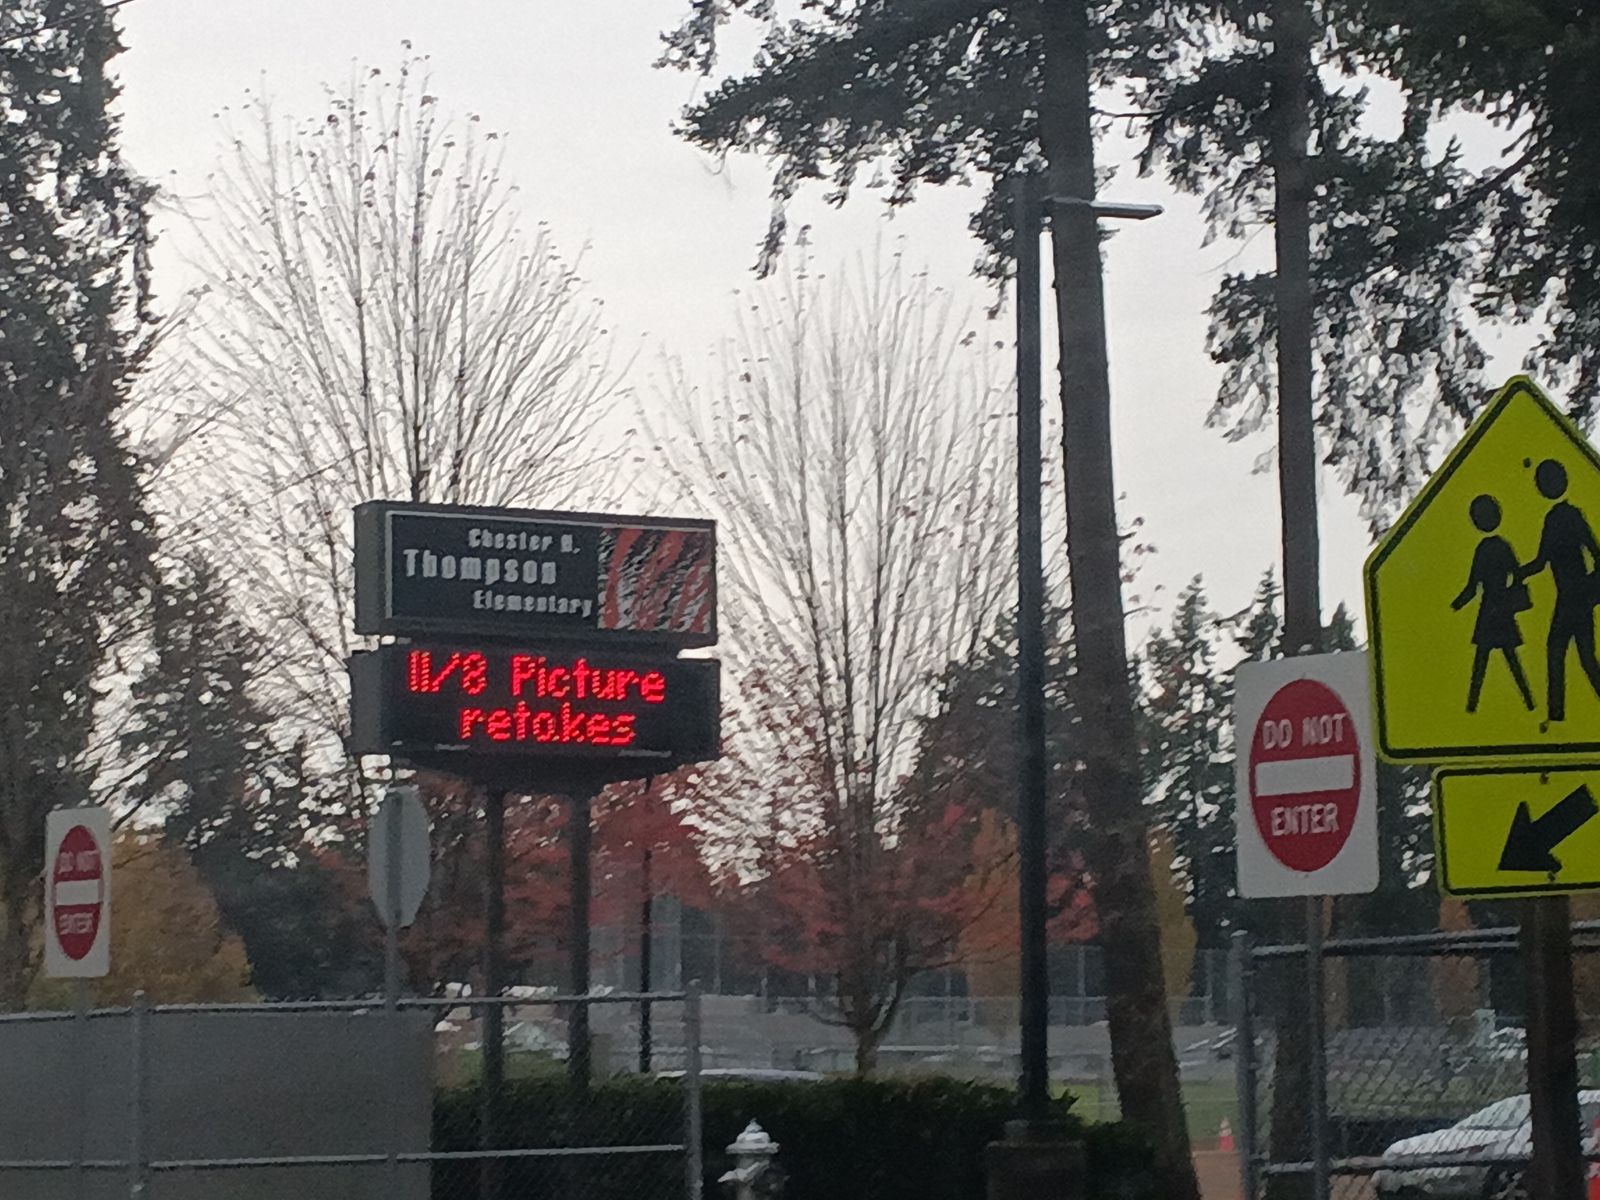 Chester H.
Thompson
Elementary
11/8 Picture
retakes
DO NOT
ENTER
DO NOT
ENTER